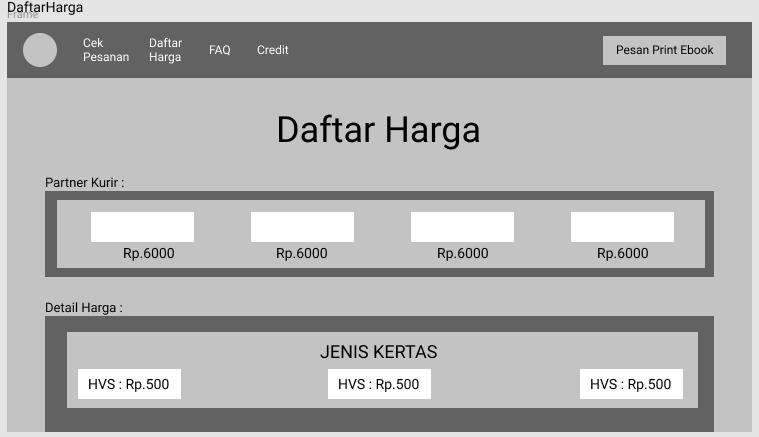 DaftarHarga
Frame
Cek
Pesanan
Daftar
Harga
FAQ
Credit
Pesan Print Ebook
Daftar Harga
Partner Kurir :
Rp.6000 Rp.6000 Rp.6000 Rp.6000
Detail Harga :
JENIS KERTAS
HVS : Rp.500 HVS : Rp.500 HVS : Rp.500